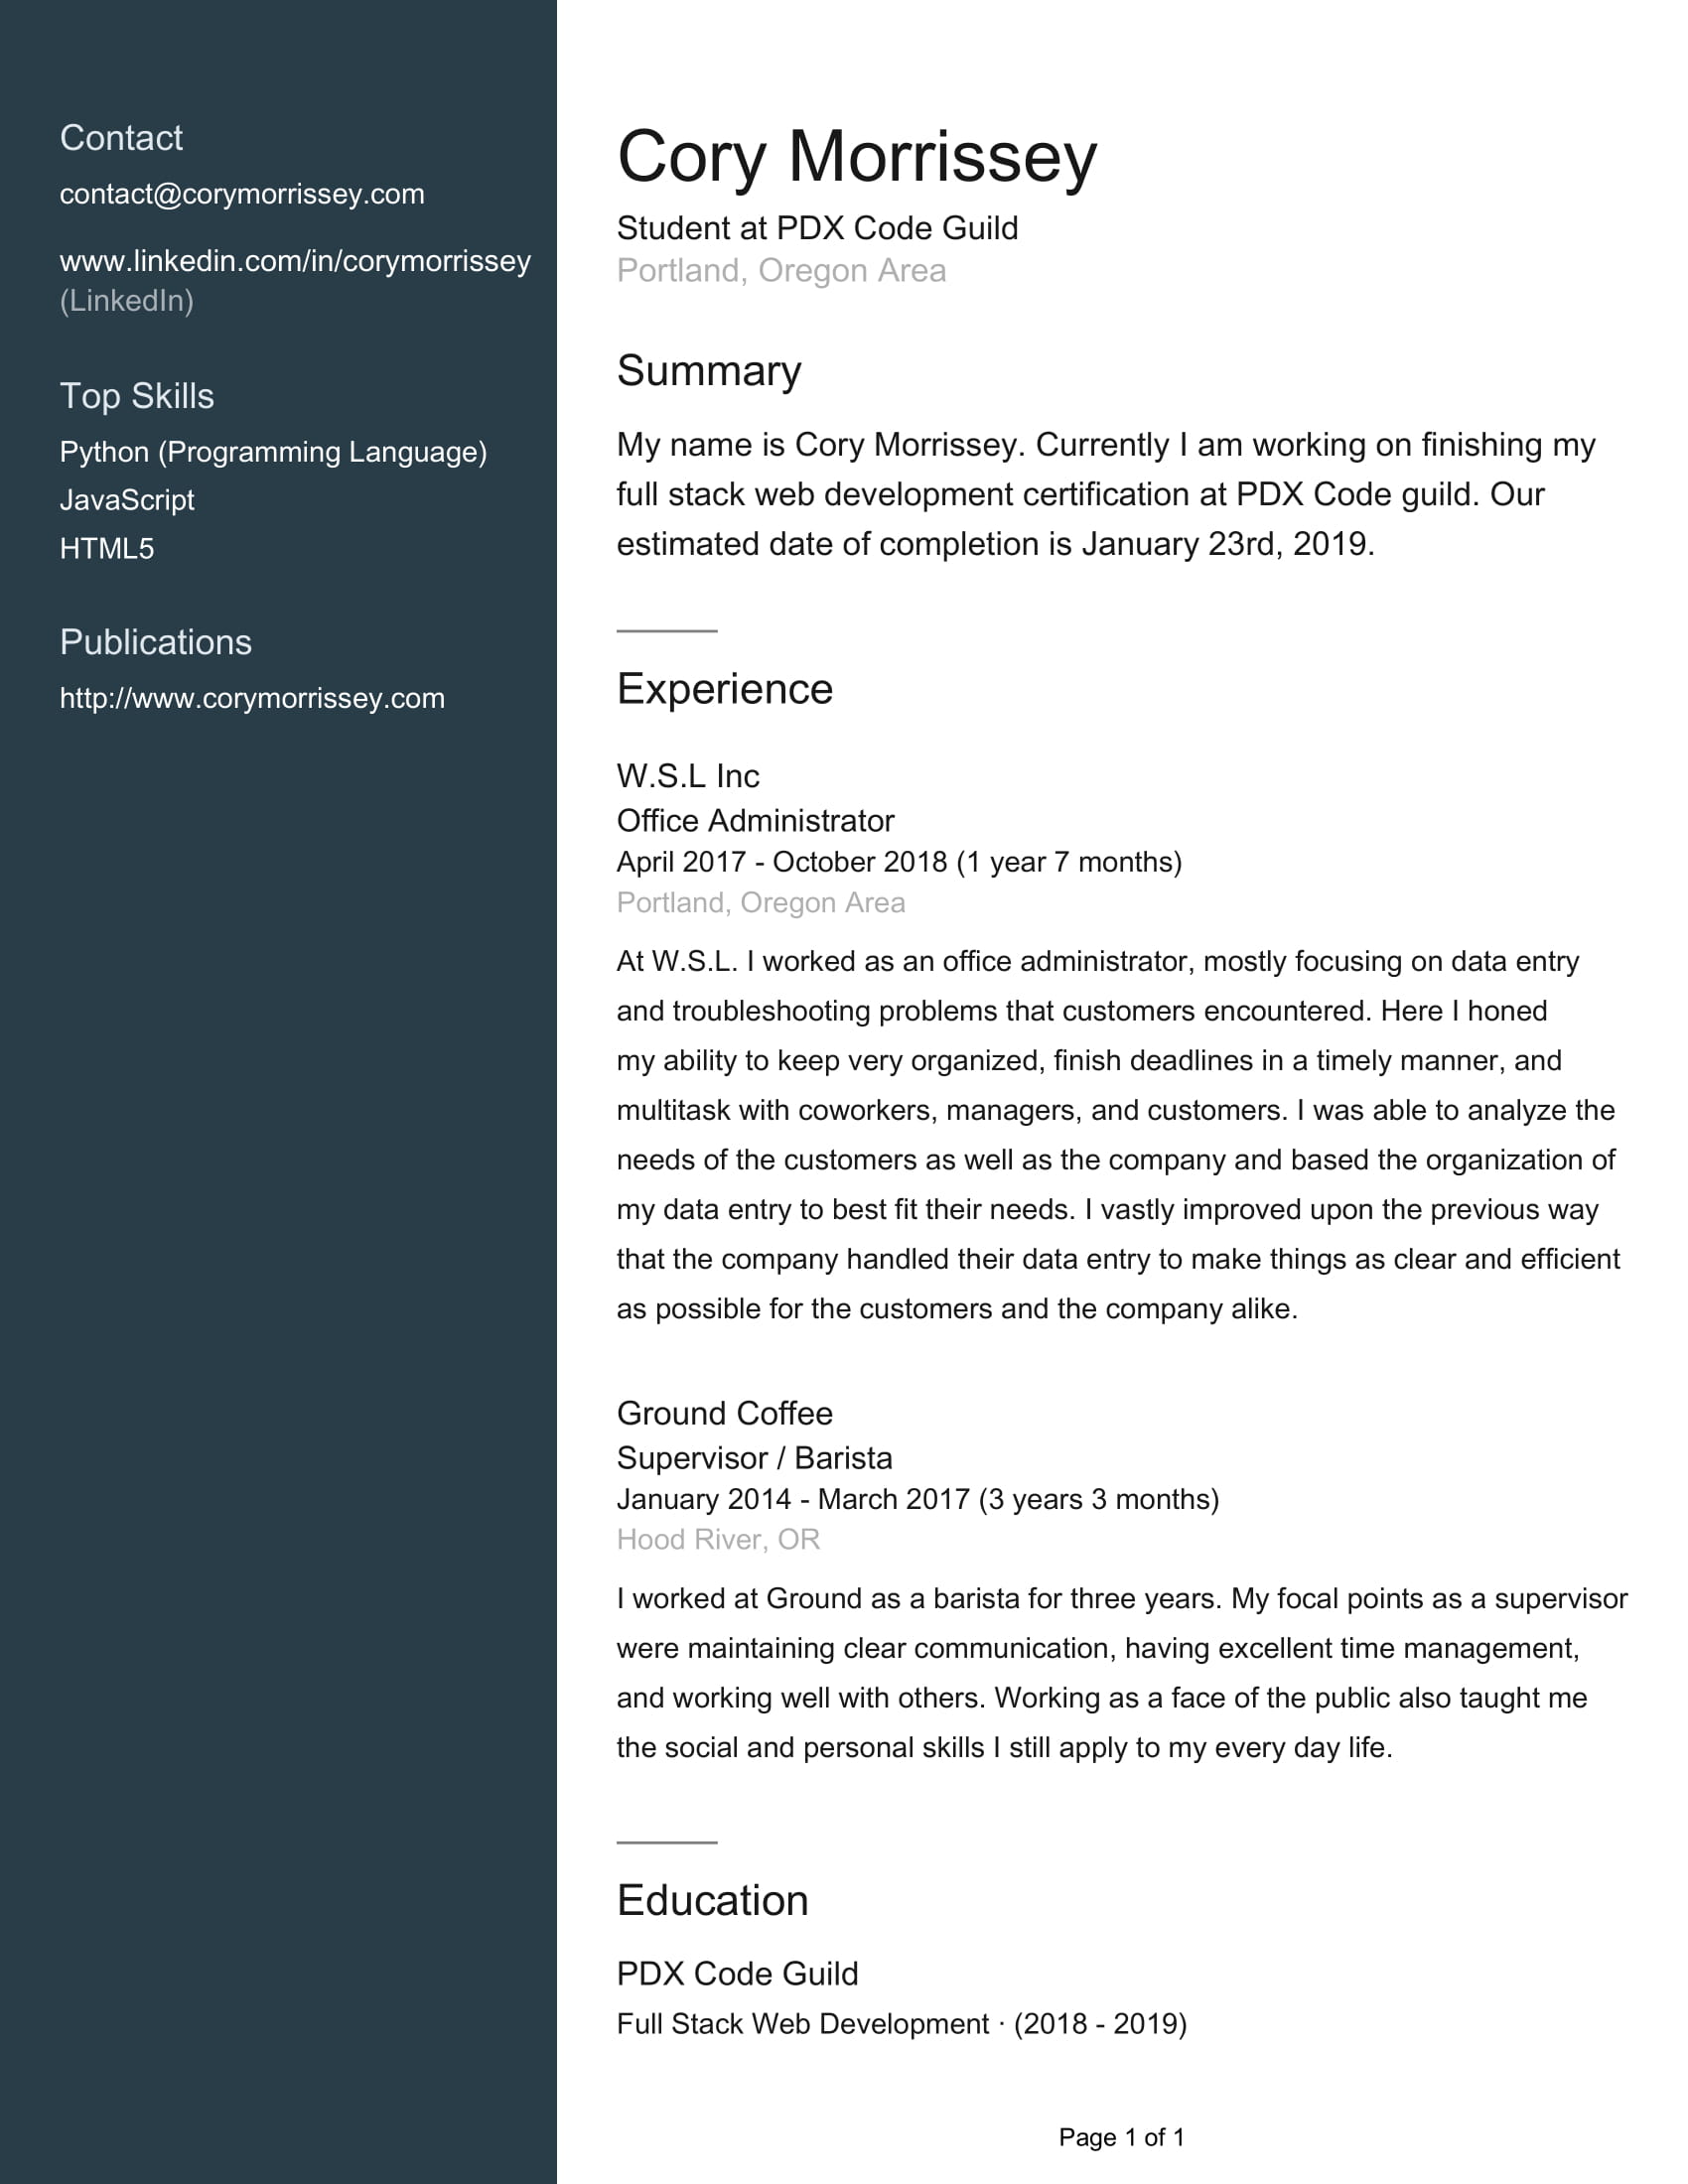 Contact
contact@corymorrissey.com
www.linkedin.com/in/corymorrissey
(LinkedIn)
Top Skills
Python (Programming Language)
JavaScript
HTML5
Publications
http://www.corymorrissey.com
Cory Morrissey
Student at PDX Code Guild
Portland, Oregon Area
Summary
My name is Cory Morrissey. Currently I am working on finishing my
full stack web development certification at PDX Code guild. Our
estimated date of completion is January 23rd, 2019.
Experience
W.S.L Inc
Office Administrator
April 2017 - October 2018 (1 year 7 months)
Portland, Oregon Area
At W.S.L. I worked as an office administrator, mostly focusing on data entry
and troubleshooting problems that customers encountered. Here I honed
my ability to keep very organized, finish deadlines in a timely manner, and
multitask with coworkers, managers, and customers. I was able to analyze the
needs of the customers as well as the company and based the organization of
my data entry to best fit their needs. I vastly improved upon the previous way
that the company handled their data entry to make things as clear and efficient
as possible for the customers and the company alike.
Ground Coffee
Supervisor / Barista
January 2014 - March 2017 (3 years 3 months)
Hood River, OR
I worked at Ground as a barista for three years. My focal points as a supervisor
were maintaining clear communication, having excellent time management,
and working well with others. Working as a face of the public also taught me
the social and personal skills I still apply to my every day life.
Education
PDX Code Guild
Full Stack Web Development · (2018 - 2019)
Page 1 of 1